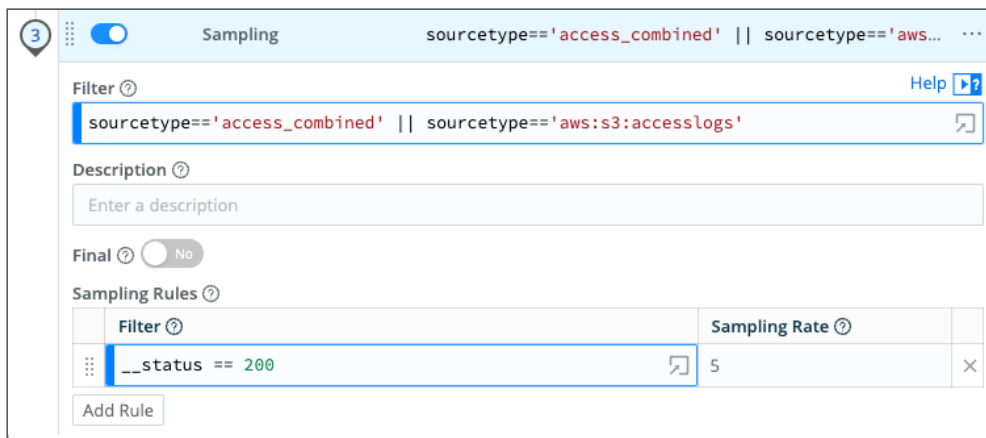 3 Sampling sourcetype=='access_combined' || sourcetype=='aws... ...
Filter ? Help ?
sourcetype=='access_combined' || sourcetype=='aws:s3:accesslogs'
Description ?
Enter a description
Final ? No
Sampling Rules ?
Filter ? Sampling Rate ?
__status == 200 5
Add Rule